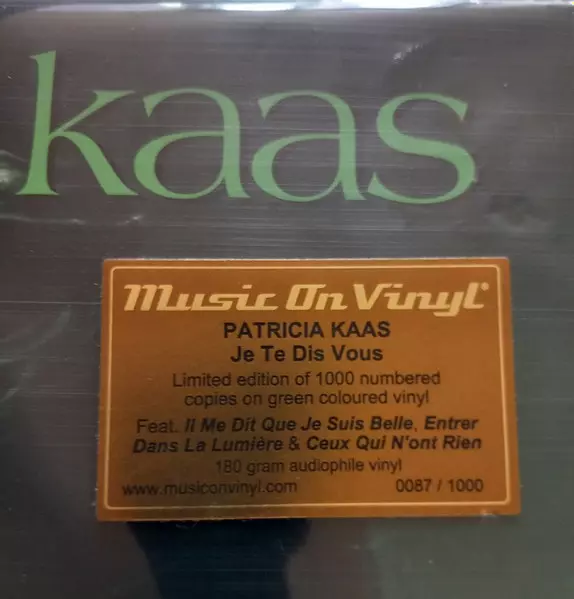 kaas
Music On Vinyl®
PATRICIA KAAS
Je Te Dis Vous
Limited edition of 1000 numbered
copies on green coloured vinyl
Feat. Il Me Dit Que Je Suis Belle, Entrer
Dans La Lumière & Ceux Qui N'ont Rien
180 gram audiophile vinyl
www.musiconvinyl.com 0087 / 1000